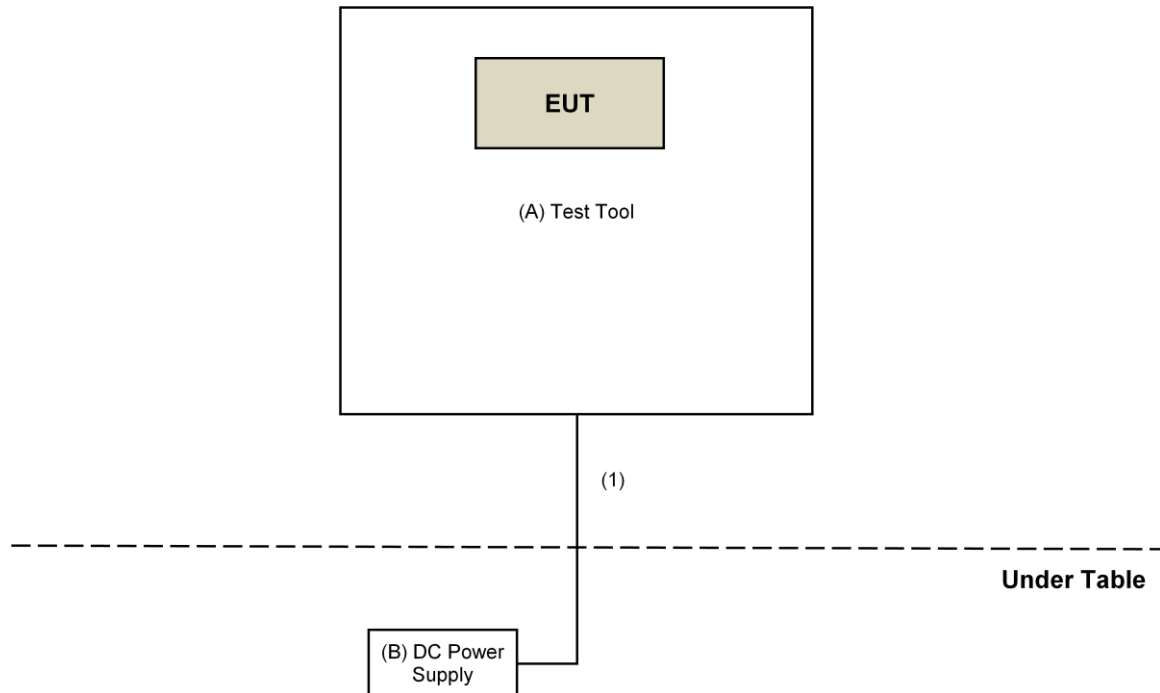 EUT
(A) Test Tool
(1)
Under Table
(B) DC Power
Supply